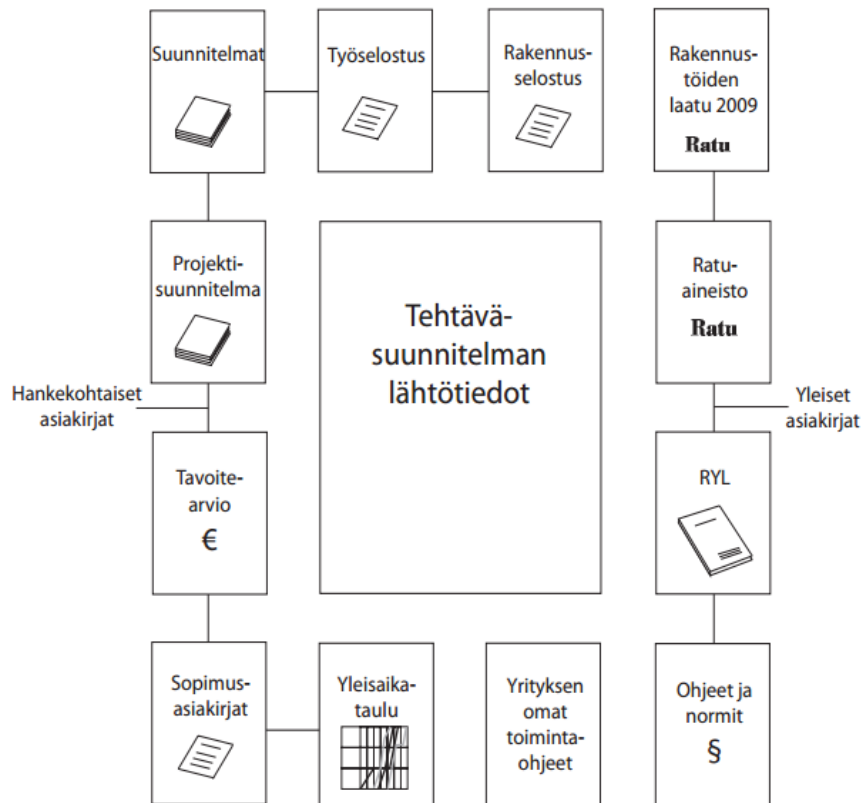 Suunnitelmat
Työselostus
Rakennus-
selostus
Rakennus-
töiden
laatu 2009
Ratu
Projekti-
suunnitelma
Tehtävä-
suunnitelman
lähtötiedot
Ratu-
aineisto
Ratu
Hankekohtaiset
asiakirjat
Yleiset
asiakirjat
Tavoite-
arvio
€
RYL
Sopimus-
asiakirjat
Yleisaika-
taulu
Yrityksen
omat
toiminta-
ohjeet
Ohjeet ja
normit
§